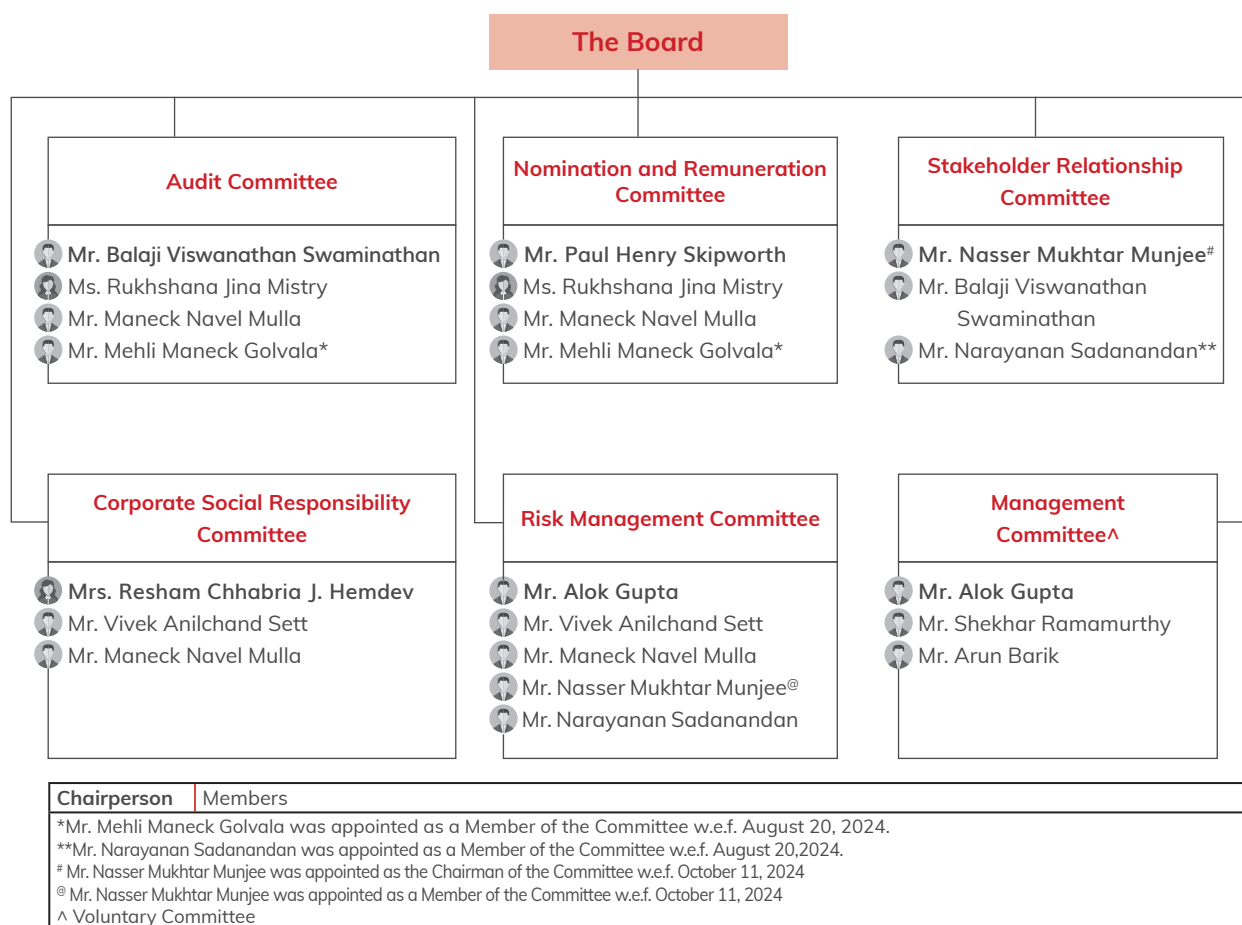 The Board
Audit Committee
Mr. Balaji Viswanathan Swaminathan
Ms. Rukhshana Jina Mistry
Mr. Maneck Navel Mulla
Mr. Mehli Maneck Golvala*
Nomination and Remuneration
Committee
Mr. Paul Henry Skipworth
Ms. Rukhshana Jina Mistry
Mr. Maneck Navel Mulla
Mr. Mehli Maneck Golvala*
Stakeholder Relationship
Committee
Mr. Nasser Mukhtar Munjee#
Mr. Balaji Viswanathan
Swaminathan
Mr. Narayanan Sadanandan**
Corporate Social Responsibility
Committee
Mrs. Resham Chhabria J. Hemdev
Mr. Vivek Anilchand Sett
Mr. Maneck Navel Mulla
Risk Management Committee
Mr. Alok Gupta
Mr. Vivek Anilchand Sett
Mr. Maneck Navel Mulla
Mr. Nasser Mukhtar Munjee@
Mr. Narayanan Sadanandan
Management
Committee^
Mr. Alok Gupta
Mr. Shekhar Ramamurthy
Mr. Arun Barik
Chairperson Members
*Mr. Mehli Maneck Golvala was appointed as a Member of the Committee w.e.f. August 20, 2024.
**Mr. Narayanan Sadanandan was appointed as a Member of the Committee w.e.f. August 20,2024.
# Mr. Nasser Mukhtar Munjee was appointed as the Chairman of the Committee w.e.f. October 11, 2024
@ Mr. Nasser Mukhtar Munjee was appointed as a Member of the Committee w.e.f. October 11, 2024
^ Voluntary Committee